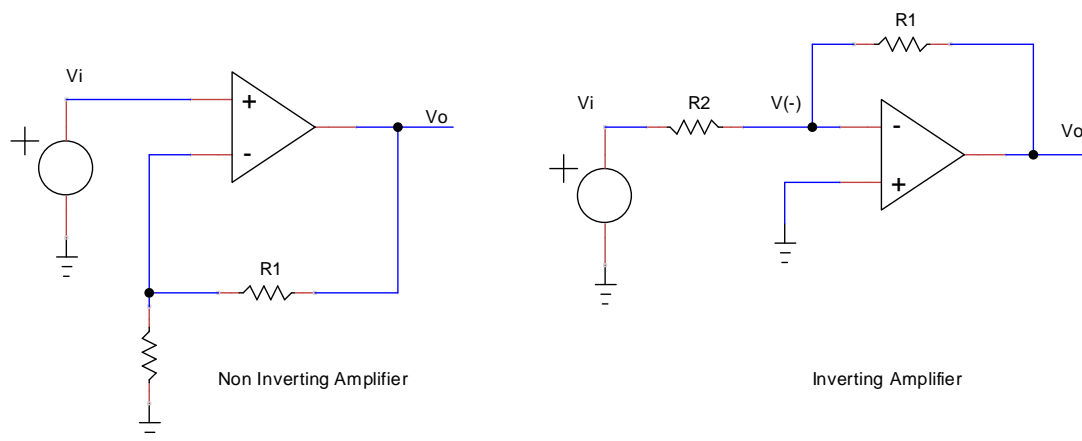 Vi
+
-
Vo
R1
Non Inverting Amplifier
R1
Vi
R2
V(-)
-
+
Vo
Inverting Amplifier